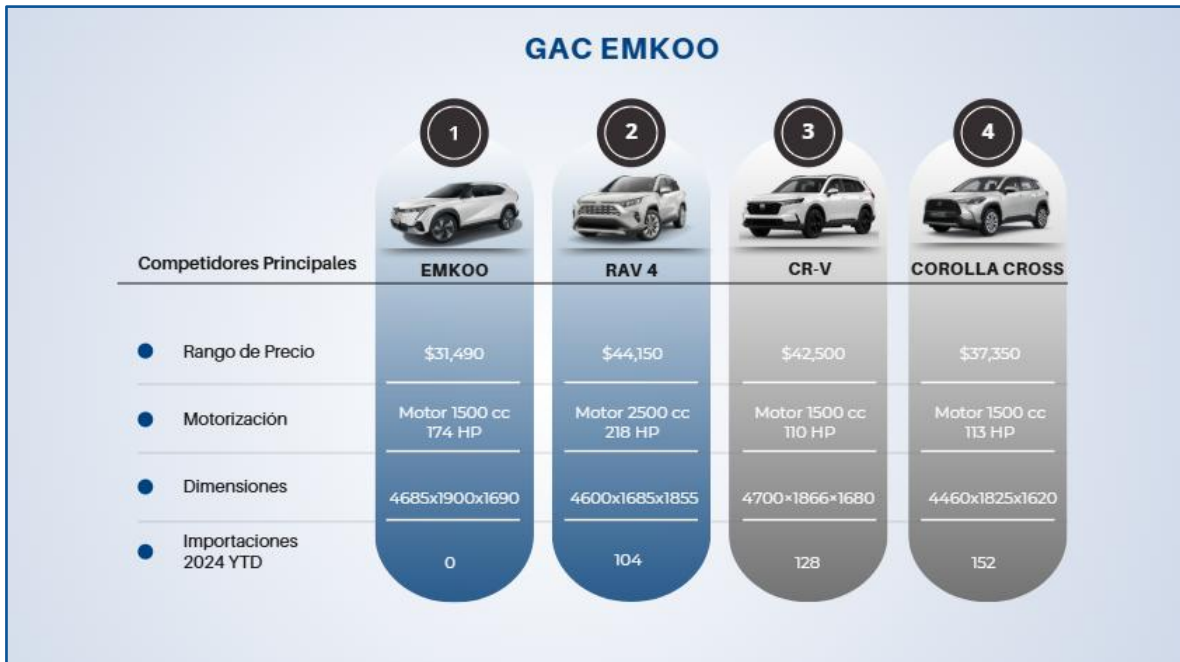 GAC EMKOO
1 2 3 4
Competidores Principales EMKOO RAV 4 CR-V COROLLA CROSS
Rango de Precio $31,490 $44,150 $42,500 $37,350
Motorización Motor 1500 cc Motor 2500 cc Motor 1500 cc Motor 1500 cc
174 HP 218 HP 110 HP 113 HP
Dimensiones 4685x1900x1690 4600x1685x1855 4700×1866×1680 4460x1825x1620
Importaciones
2024 YTD 0 104 128 152